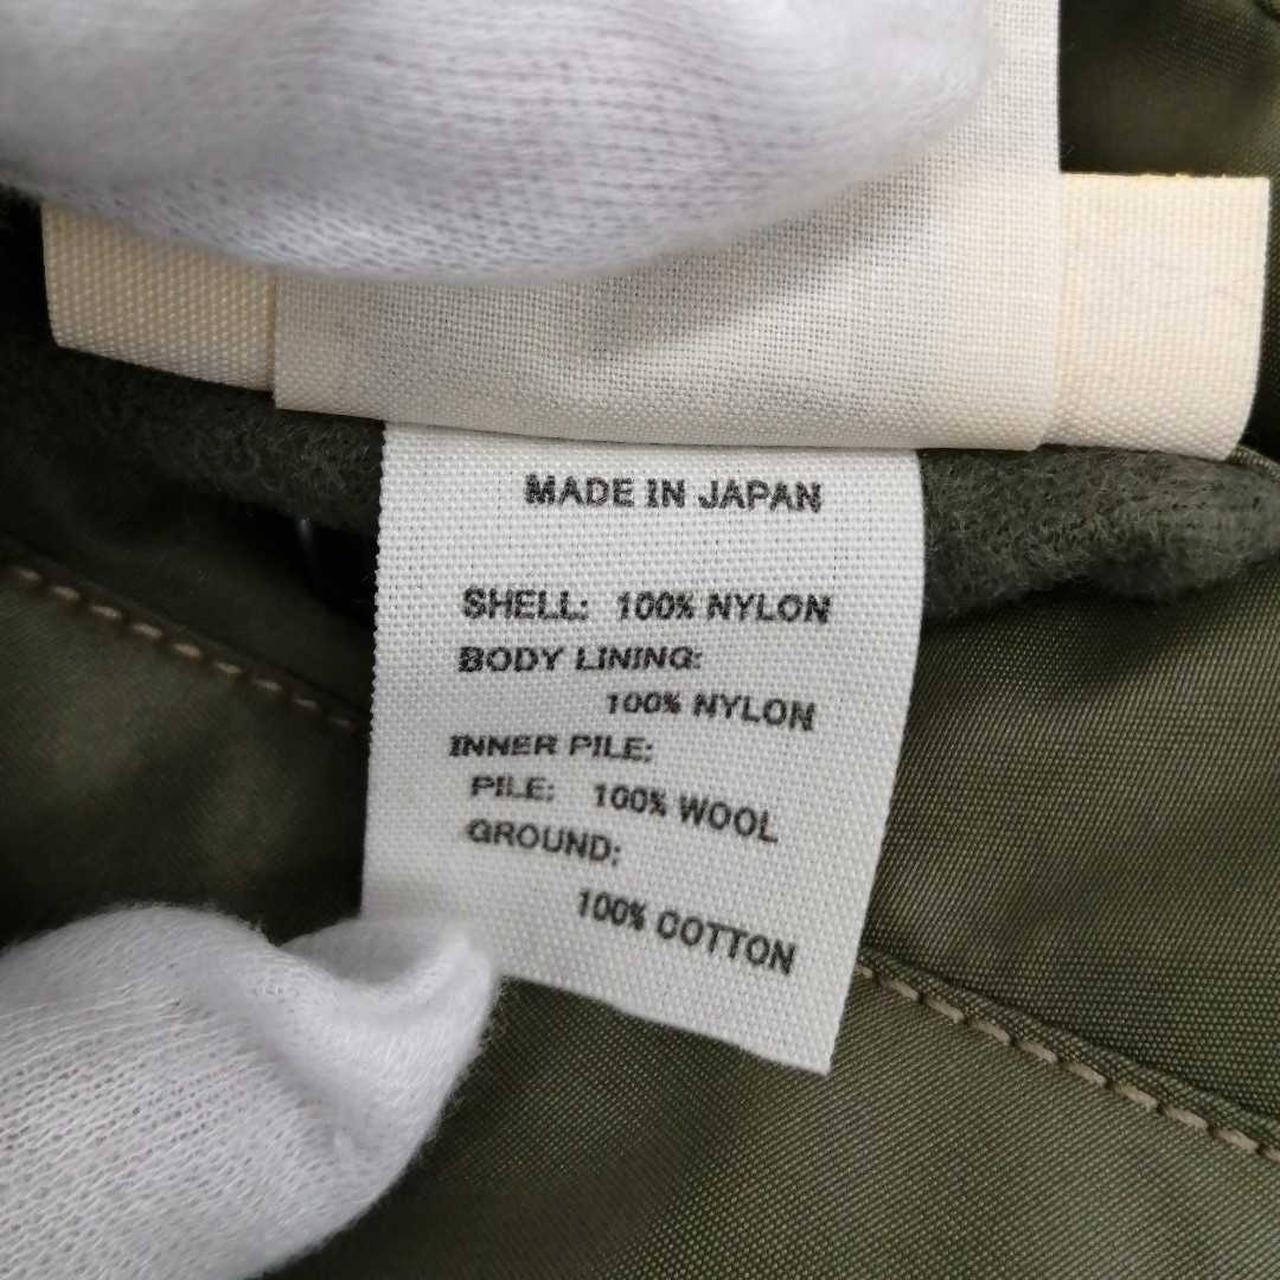 MADE IN JAPAN
SHELL: 100% NYLON
BODY LINING:
100% NYLON
INNER PILE:
PILE: 100% WOOL
GROUND:
100% COTTON